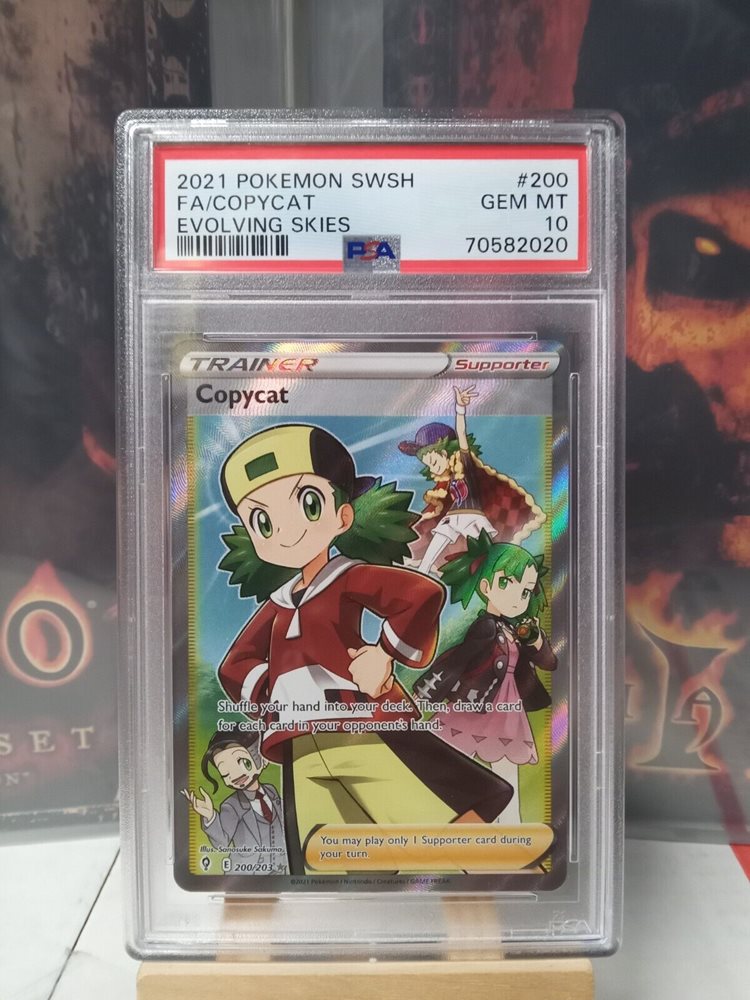 2021 POKEMON SWSH #200
FA/COPYCAT GEM MT
EVOLVING SKIES 10
PSA 70582020
TRAINER Supporter
Copycat
Shuffle your hand into your deck. Then, draw a card
for each card in your opponent's hand.
Illus. Sanosuke Sakuma
You may play only 1 Supporter card during
your turn.
E 200/203
©2021 Pokémon / Nintendo / Creatures / GAME FREAK
PSA
O
SET